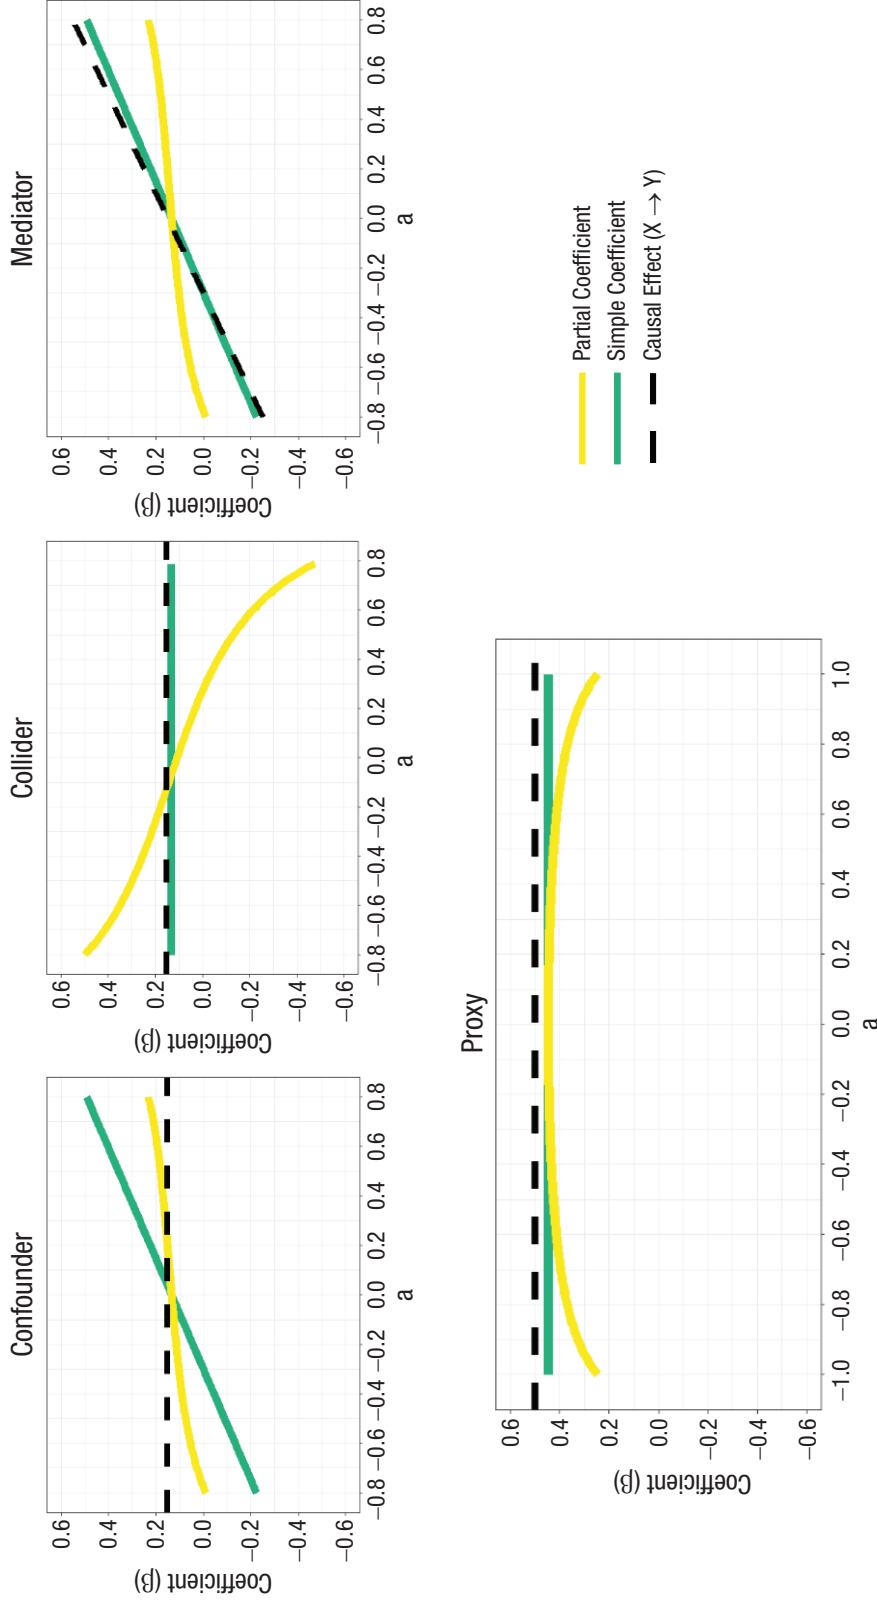 Confounder
Coefficient (β)
0.6
0.4
0.2
0.0
−0.2
−0.4
−0.6
−0.8 −0.6 −0.4 −0.2 0.0 0.2 0.4 0.6 0.8
a
Collider
Coefficient (β)
0.6
0.4
0.2
0.0
−0.2
−0.4
−0.6
−0.8 −0.6 −0.4 −0.2 0.0 0.2 0.4 0.6 0.8
a
Mediator
Coefficient (β)
0.6
0.4
0.2
0.0
−0.2
−0.4
−0.6
−0.8 −0.6 −0.4 −0.2 0.0 0.2 0.4 0.6 0.8
a
Proxy
Coefficient (β)
0.6
0.4
0.2
0.0
−0.2
−0.4
−0.6
−1.0 −0.8 −0.6 −0.4 −0.2 0.0 0.2 0.4 0.6 0.8 1.0
a
Partial Coefficient
Simple Coefficient
Causal Effect (X → Y)